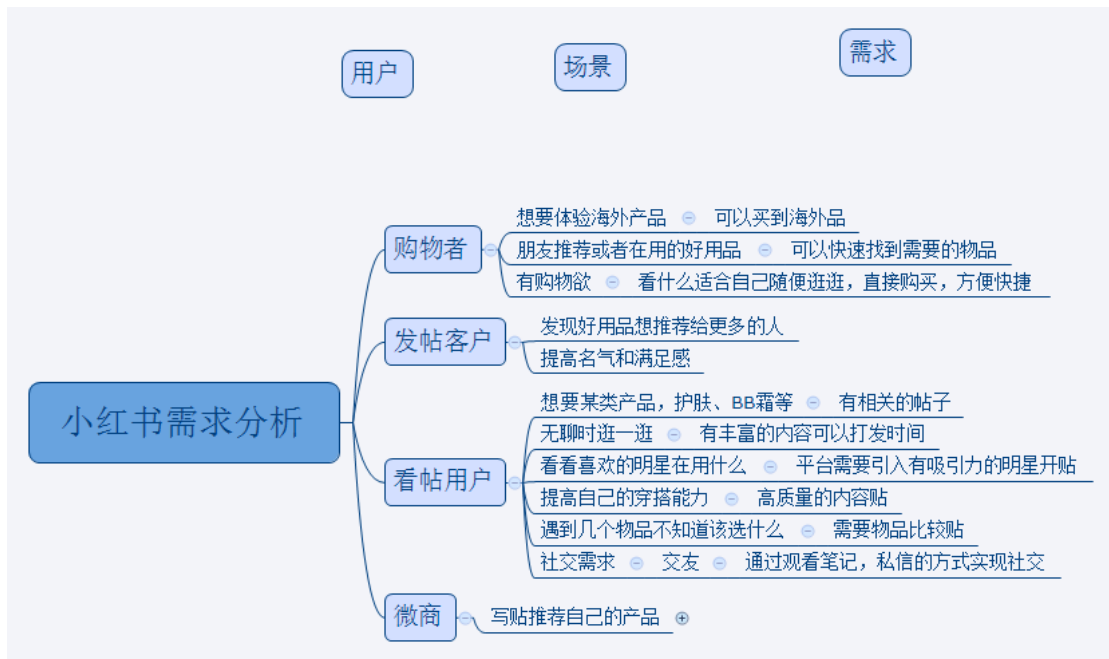 用户
场景
需求
小红书需求分析
购物者
想要体验海外产品 可以买到海外品
朋友推荐或者在用的好用品 可以快速找到需要的物品
有购物欲 看什么适合自己随便逛逛，直接购买，方便快捷
发帖客户
发现好用品想推荐给更多的人
提高名气和满足感
看帖用户
想要某类产品，护肤、BB霜等 有相关的帖子
无聊时逛一逛 有丰富的内容可以打发时间
看看喜欢的明星在用什么 平台需要引入有吸引力的明星开贴
提高自己的穿搭能力 高质量的内容贴
遇到几个物品不知道该选什么 需要物品比较贴
社交需求 交友 通过观看笔记，私信的方式实现社交
微商
写贴推荐自己的产品